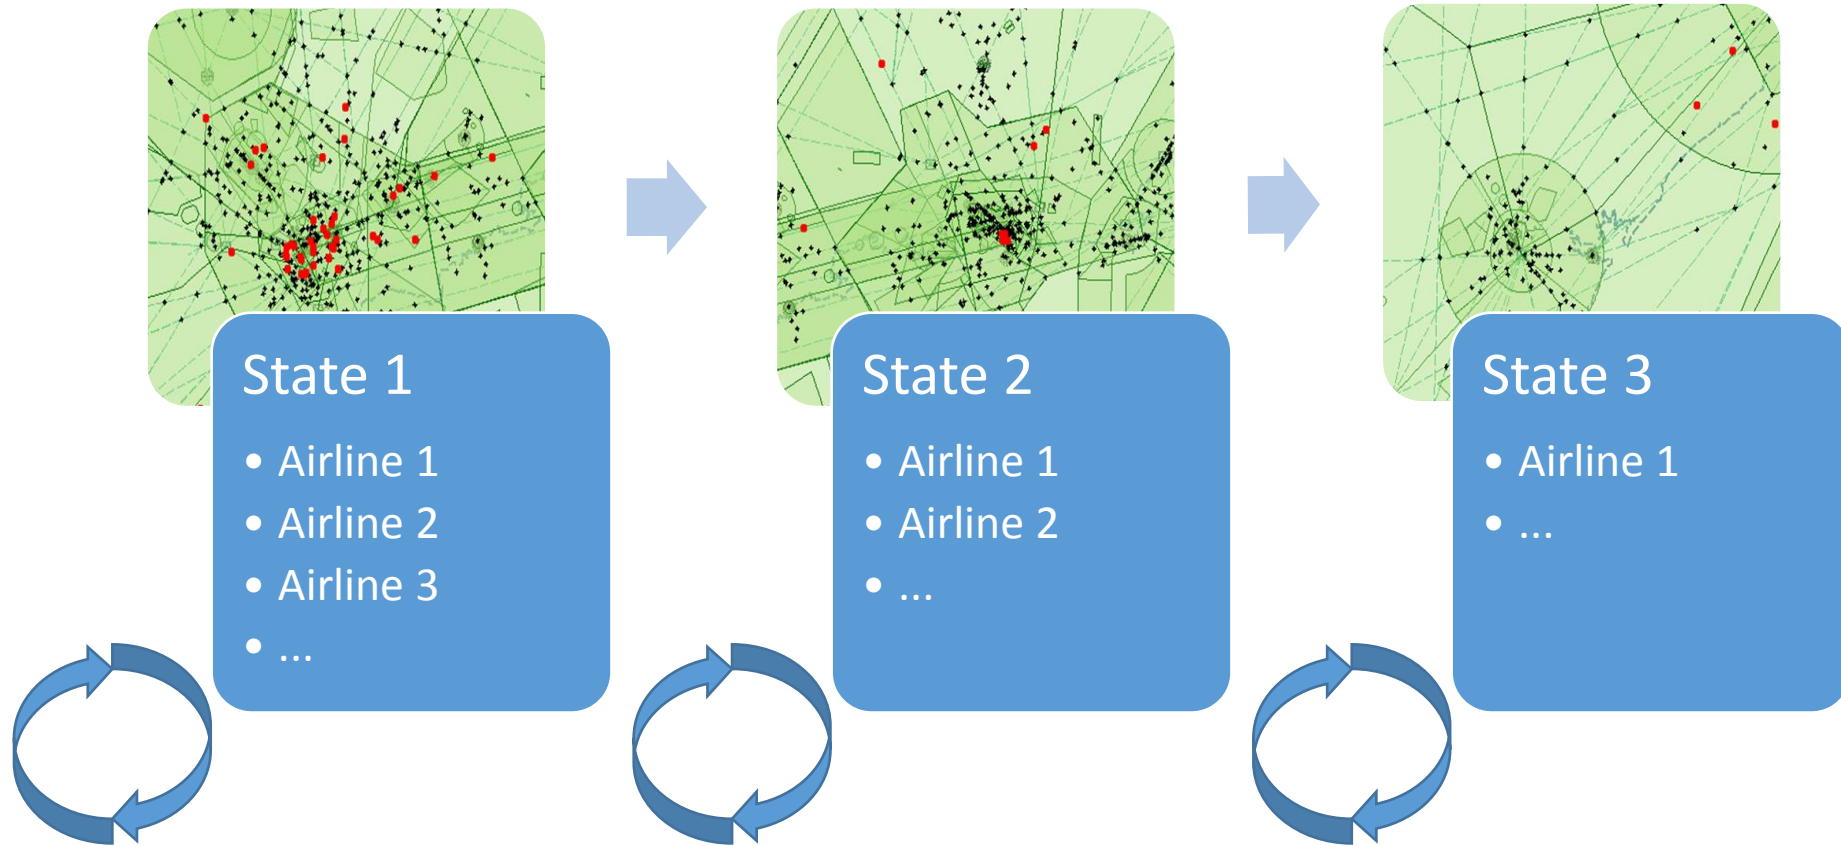 State 1
• Airline 1
• Airline 2
• Airline 3
• ...
State 2
• Airline 1
• Airline 2
• ...
State 3
• Airline 1
• ...